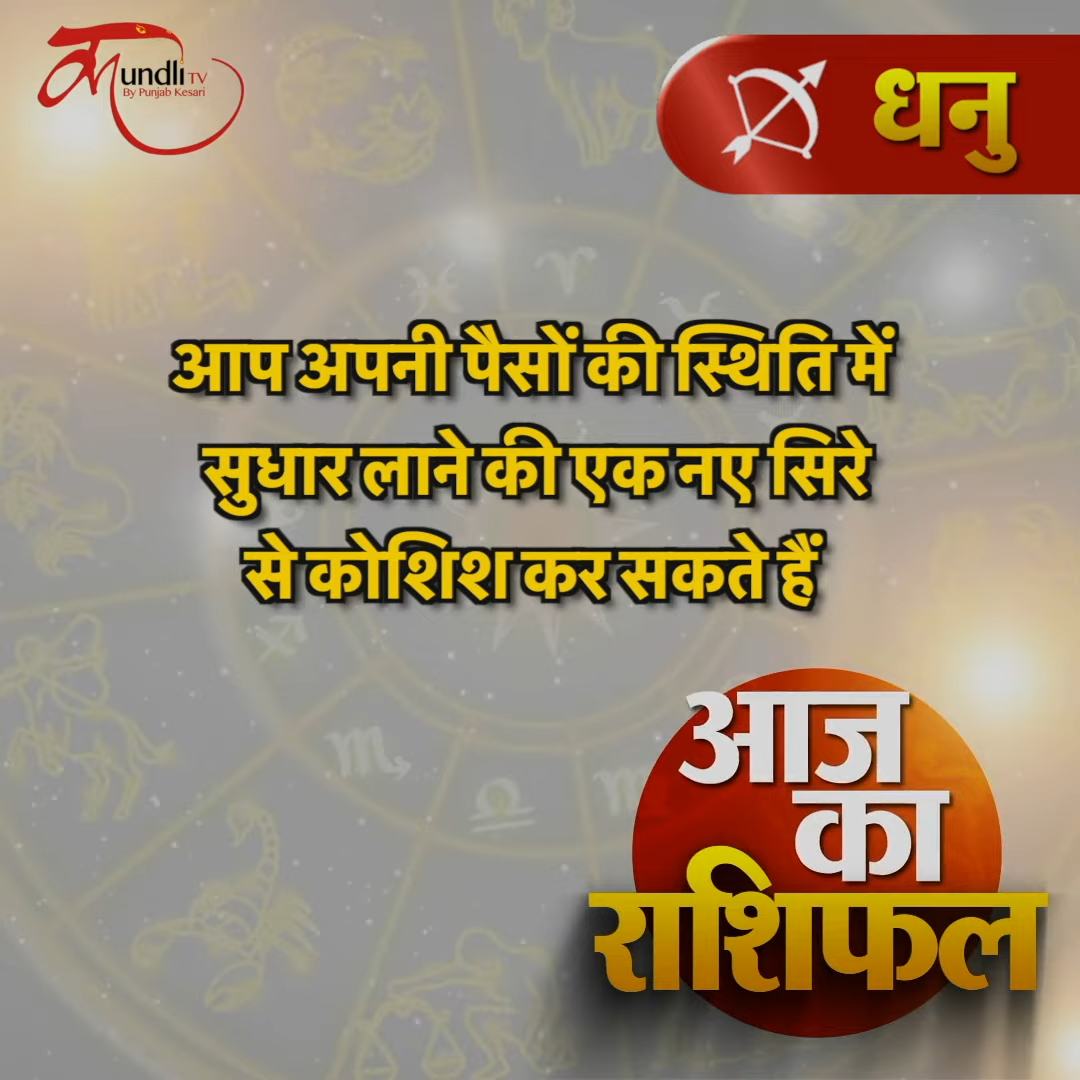 Kundli TV
By Punjab Kesari
धनु
आप अपनी पैसों की स्थिति में
सुधार लाने की एक नए सिरे
से कोशिश कर सकते हैं
आज
का
राशिफल